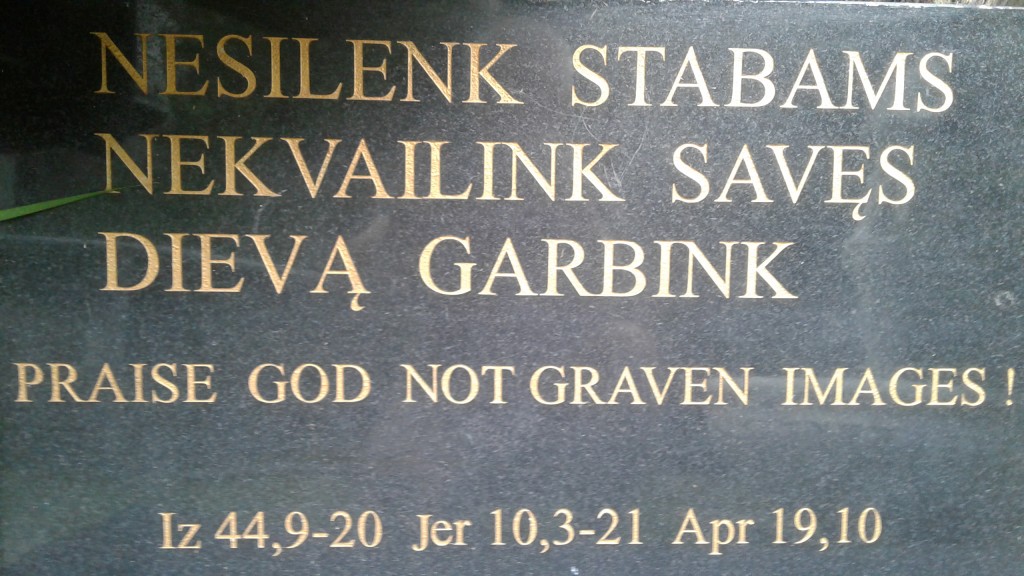 NESILENK STABAMS
NEKVAILINK SAVĘS
DIEVĄ GARBINK
PRAISE GOD NOT GRAVEN IMAGES !
Iz 44,9-20 Jer 10,3-21 Apr 19,10